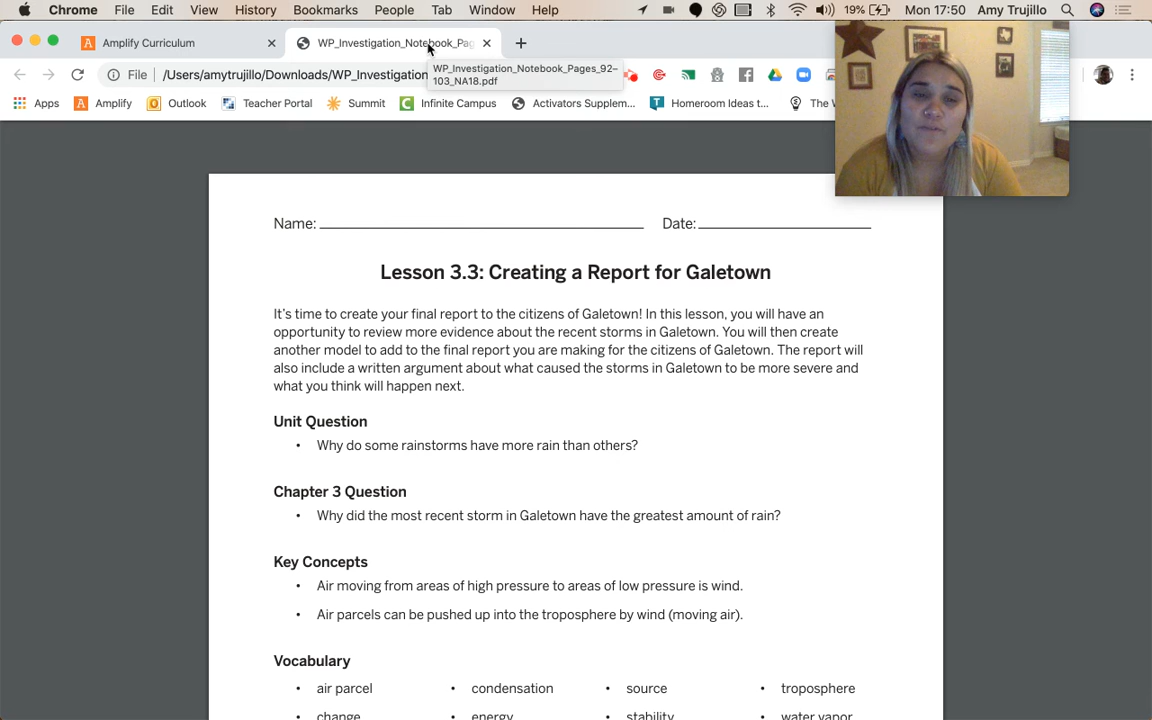 Chrome File Edit View History Bookmarks People Tab Window Help 19% Mon 17:50 Amy Trujillo
Amplify Curriculum WP_Investigation_Notebook_Pag
File /Users/amytrujillo/Downloads/WP_Investigation
WP_Investigation_Notebook_Pages_92–
103_NA18.pdf
Apps Amplify Outlook Teacher Portal Summit Infinite Campus Activators Supplem... Homeroom Ideas t... The W
Name: Date:
Lesson 3.3: Creating a Report for Galetown
It's time to create your final report to the citizens of Galetown! In this lesson, you will have an
opportunity to review more evidence about the recent storms in Galetown. You will then create
another model to add to the final report you are making for the citizens of Galetown. The report will
also include a written argument about what caused the storms in Galetown to be more severe and
what you think will happen next.
Unit Question
• Why do some rainstorms have more rain than others?
Chapter 3 Question
• Why did the most recent storm in Galetown have the greatest amount of rain?
Key Concepts
• Air moving from areas of high pressure to areas of low pressure is wind.
• Air parcels can be pushed up into the troposphere by wind (moving air).
Vocabulary
• air parcel • condensation • source • troposphere
• change • energy • stability • water vapor